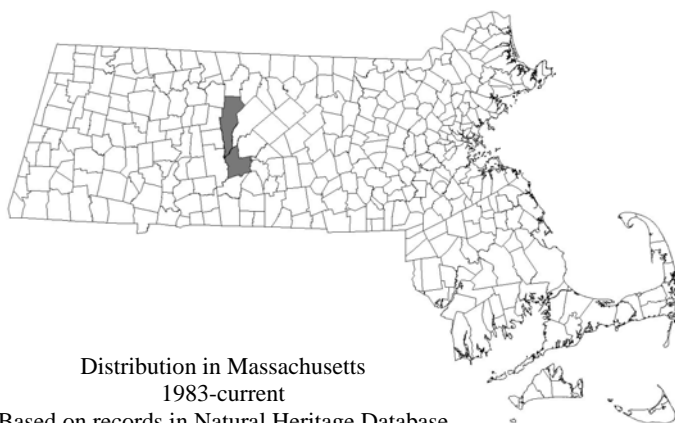 Distribution in Massachusetts
1983-current
Based on records in Natural Heritage Database